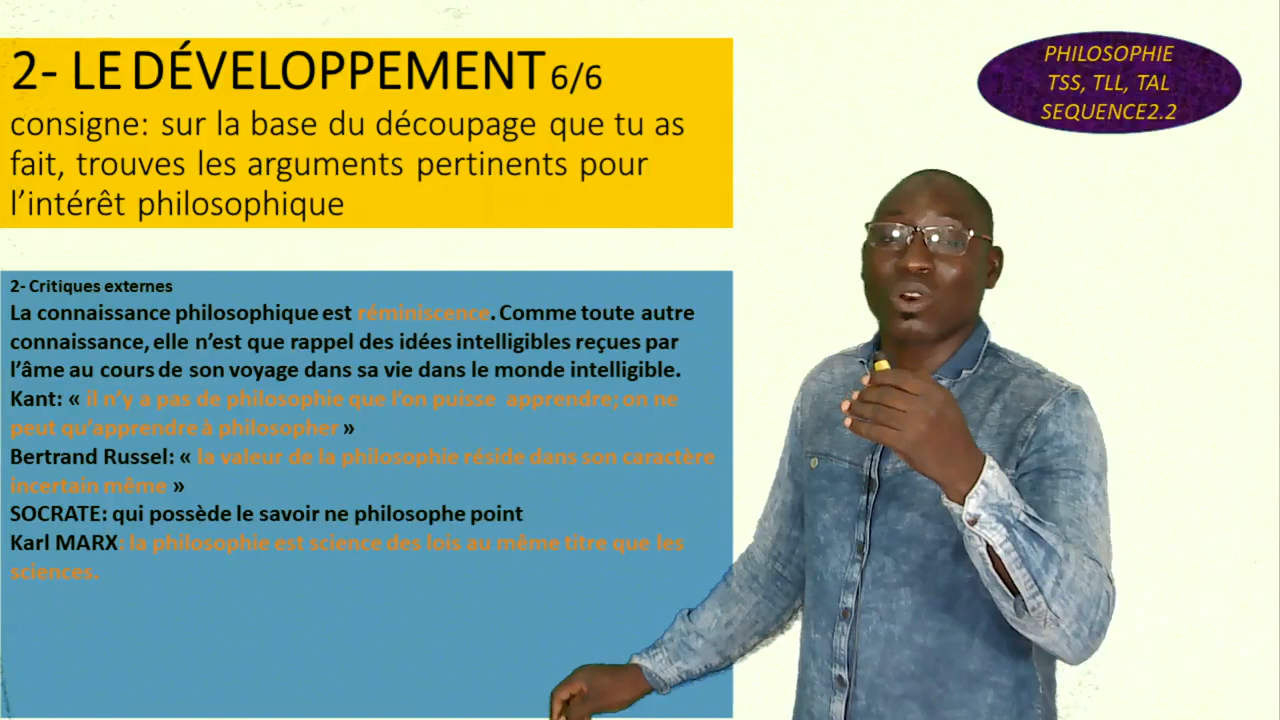 2- LE DÉVELOPPEMENT 6/6
consigne: sur la base du découpage que tu as
fait, trouves les arguments pertinents pour
l'intérêt philosophique
PHILOSOPHIE
TSS, TLL, TAL
SEQUENCE2.2
2- Critiques externes
La connaissance philosophique est réminiscence. Comme toute autre
connaissance, elle n'est que rappel des idées intelligibles reçues par
l'âme au cours de son voyage dans sa vie dans le monde intelligible.
Kant: « il n'y a pas de philosophie que l'on puisse apprendre; on ne
peut qu'apprendre à philosopher »
Bertrand Russel: « la valeur de la philosophie réside dans son caractère
incertain même »
SOCRATE: qui possède le savoir ne philosophe point
Karl MARX: la philosophie est science des lois au même titre que les
sciences.